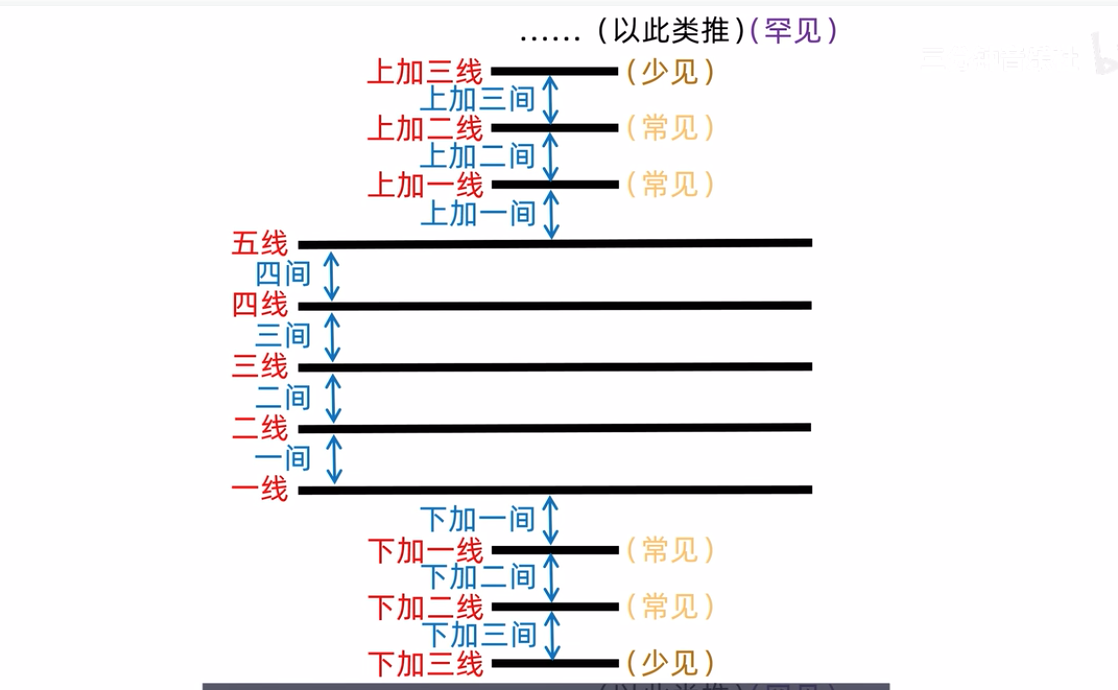 ……（以此类推）（罕见）
上加三线（少见）
上加三间
上加二线（常见）
上加二间
上加一线（常见）
上加一间
五线
四间
四线
三间
三线
二间
二线
一间
一线
下加一间
下加一线（常见）
下加二间
下加二线（常见）
下加三间
下加三线（少见）